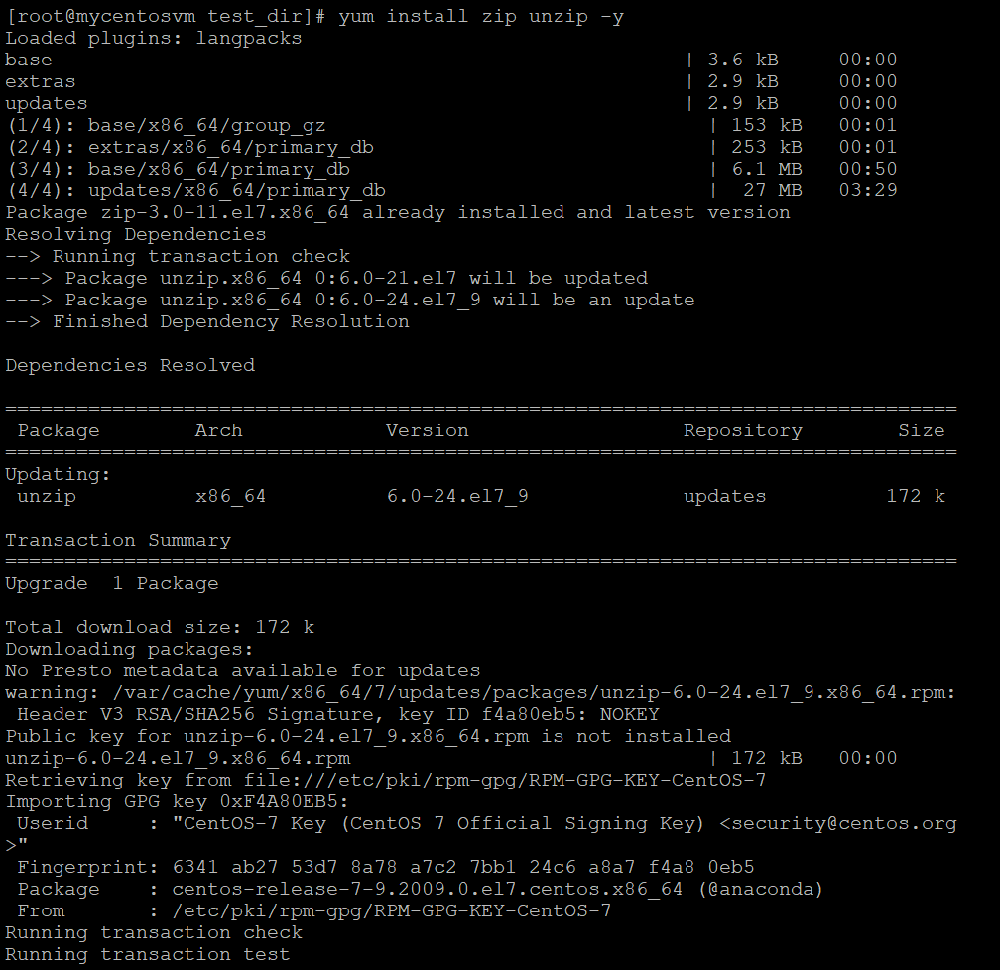 [root@mycentosvm test_dir]# yum install zip unzip -y
Loaded plugins: langpacks
base | 3.6 kB 00:00
extras | 2.9 kB 00:00
updates | 2.9 kB 00:00
(1/4): base/x86_64/group_gz | 153 kB 00:01
(2/4): extras/x86_64/primary_db | 253 kB 00:01
(3/4): base/x86_64/primary_db | 6.1 MB 00:50
(4/4): updates/x86_64/primary_db | 27 MB 03:29
Package zip-3.0-11.el7.x86_64 already installed and latest version
Resolving Dependencies
--> Running transaction check
---> Package unzip.x86_64 0:6.0-21.el7 will be updated
---> Package unzip.x86_64 0:6.0-24.el7_9 will be an update
--> Finished Dependency Resolution

Dependencies Resolved

================================================================================
Package Arch Version Repository Size
================================================================================
Updating:
unzip x86_64 6.0-24.el7_9 updates 172 k

Transaction Summary
================================================================================
Upgrade 1 Package

Total download size: 172 k
Downloading packages:
No Presto metadata available for updates
warning: /var/cache/yum/x86_64/7/updates/packages/unzip-6.0-24.el7_9.x86_64.rpm:
Header V3 RSA/SHA256 Signature, key ID f4a80eb5: NOKEY
Public key for unzip-6.0-24.el7_9.x86_64.rpm is not installed
unzip-6.0-24.el7_9.x86_64.rpm | 172 kB 00:00
Retrieving key from file:///etc/pki/rpm-gpg/RPM-GPG-KEY-CentOS-7
Importing GPG key 0xF4A80EB5:
Userid : "CentOS-7 Key (CentOS 7 Official Signing Key) <security@centos.org
>"
Fingerprint: 6341 ab27 53d7 8a78 a7c2 7bb1 24c6 a8a7 f4a8 0eb5
Package : centos-release-7-9.2009.0.el7.centos.x86_64 (@anaconda)
From : /etc/pki/rpm-gpg/RPM-GPG-KEY-CentOS-7
Running transaction check
Running transaction test